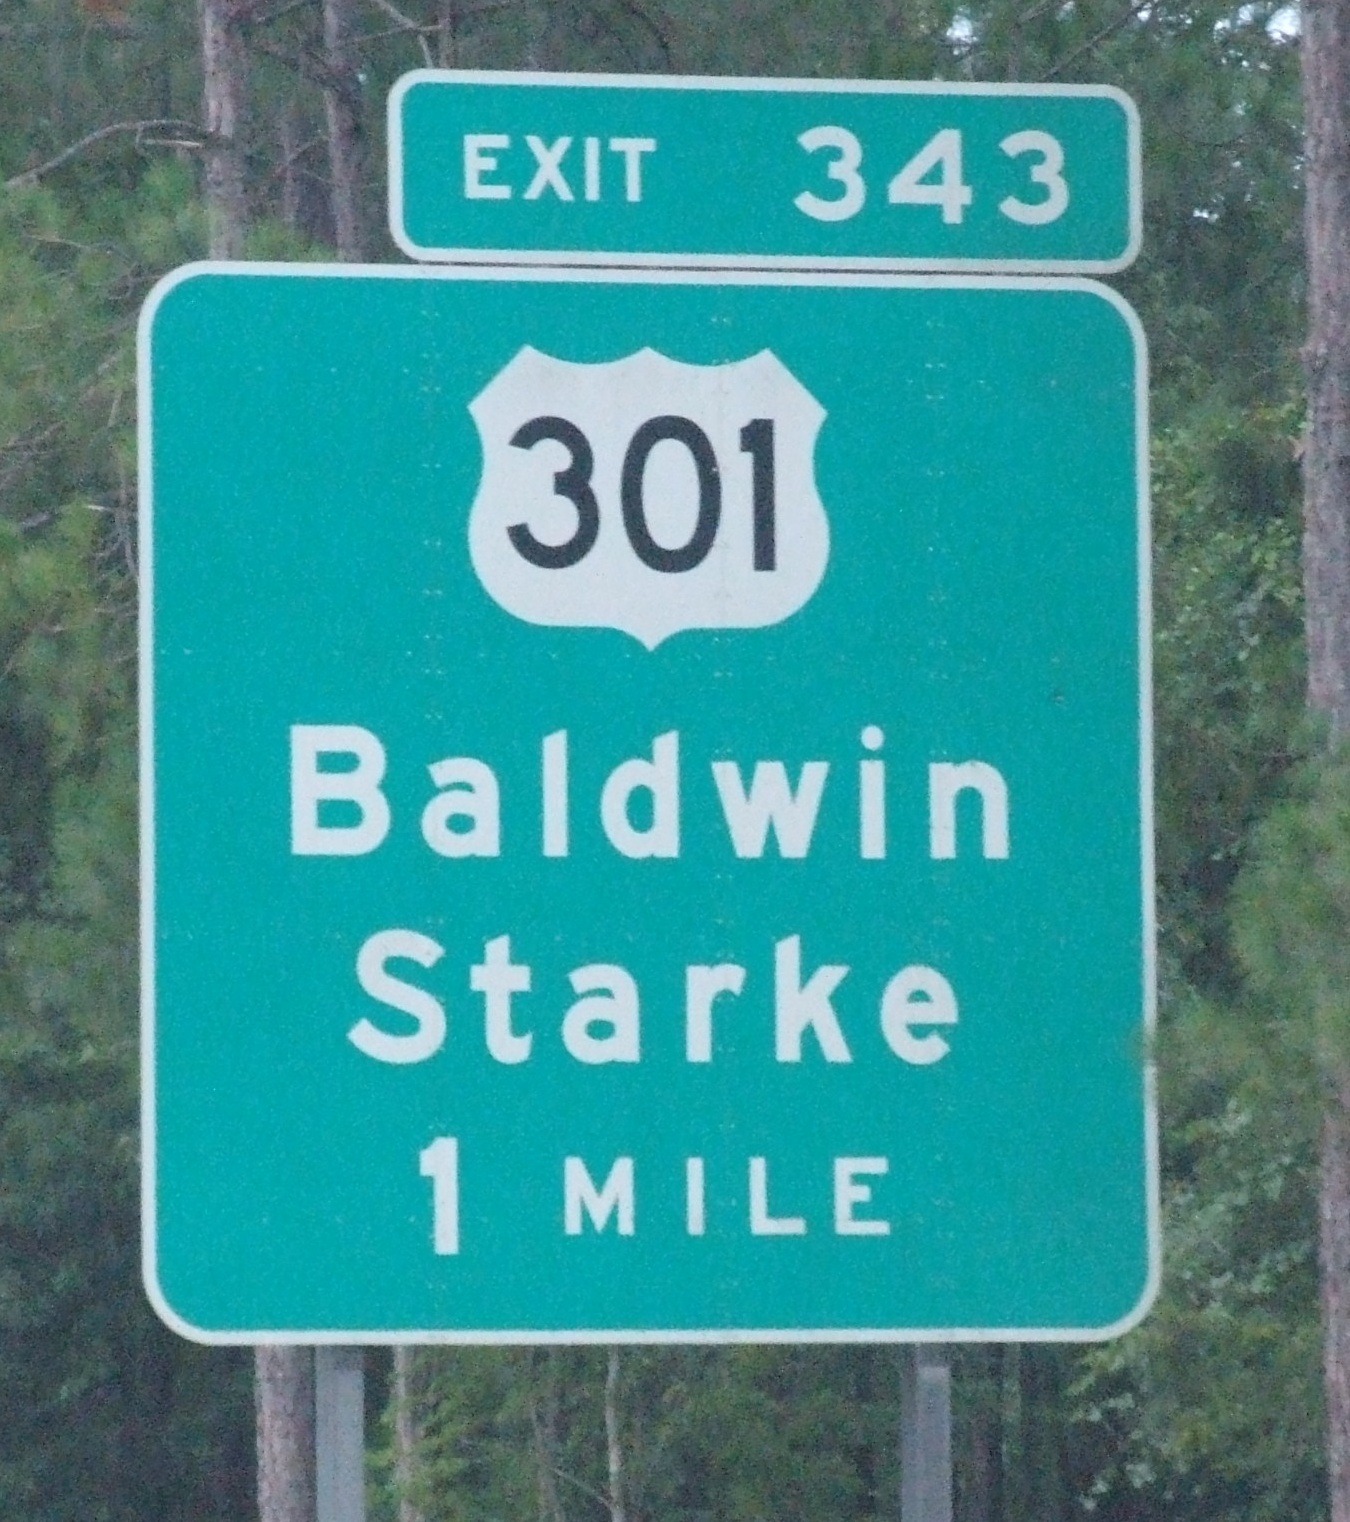 EXIT 343
301
Baldwin
Starke
1 MILE